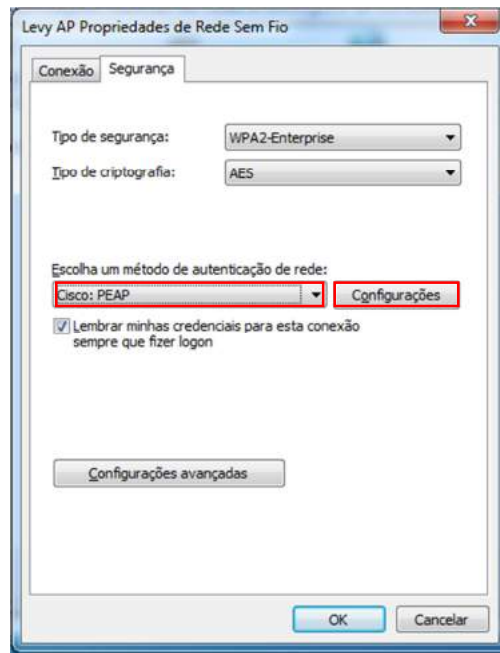 Levy AP Propriedades de Rede Sem Fio
Conexão Segurança
Tipo de segurança: WPA2-Enterprise
Tipo de criptografia: AES
Escolha um método de autenticação de rede:
Cisco: PEAP Configurações
Lembrar minhas credenciais para esta conexão
sempre que fizer logon
Configurações avançadas
OK Cancelar